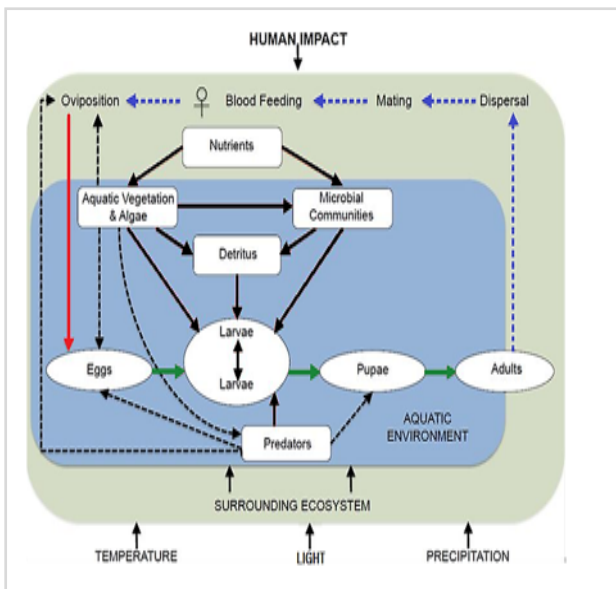 HUMAN IMPACT
Oviposition
Blood Feeding
Mating
Dispersal
Nutrients
Aquatic Vegetation
& Algae
Microbial
Communities
Detritus
Larvae
Larvae
Eggs
Pupae
Adults
AQUATIC
ENVIRONMENT
Predators
SURROUNDING ECOSYSTEM
TEMPERATURE
LIGHT
PRECIPITATION